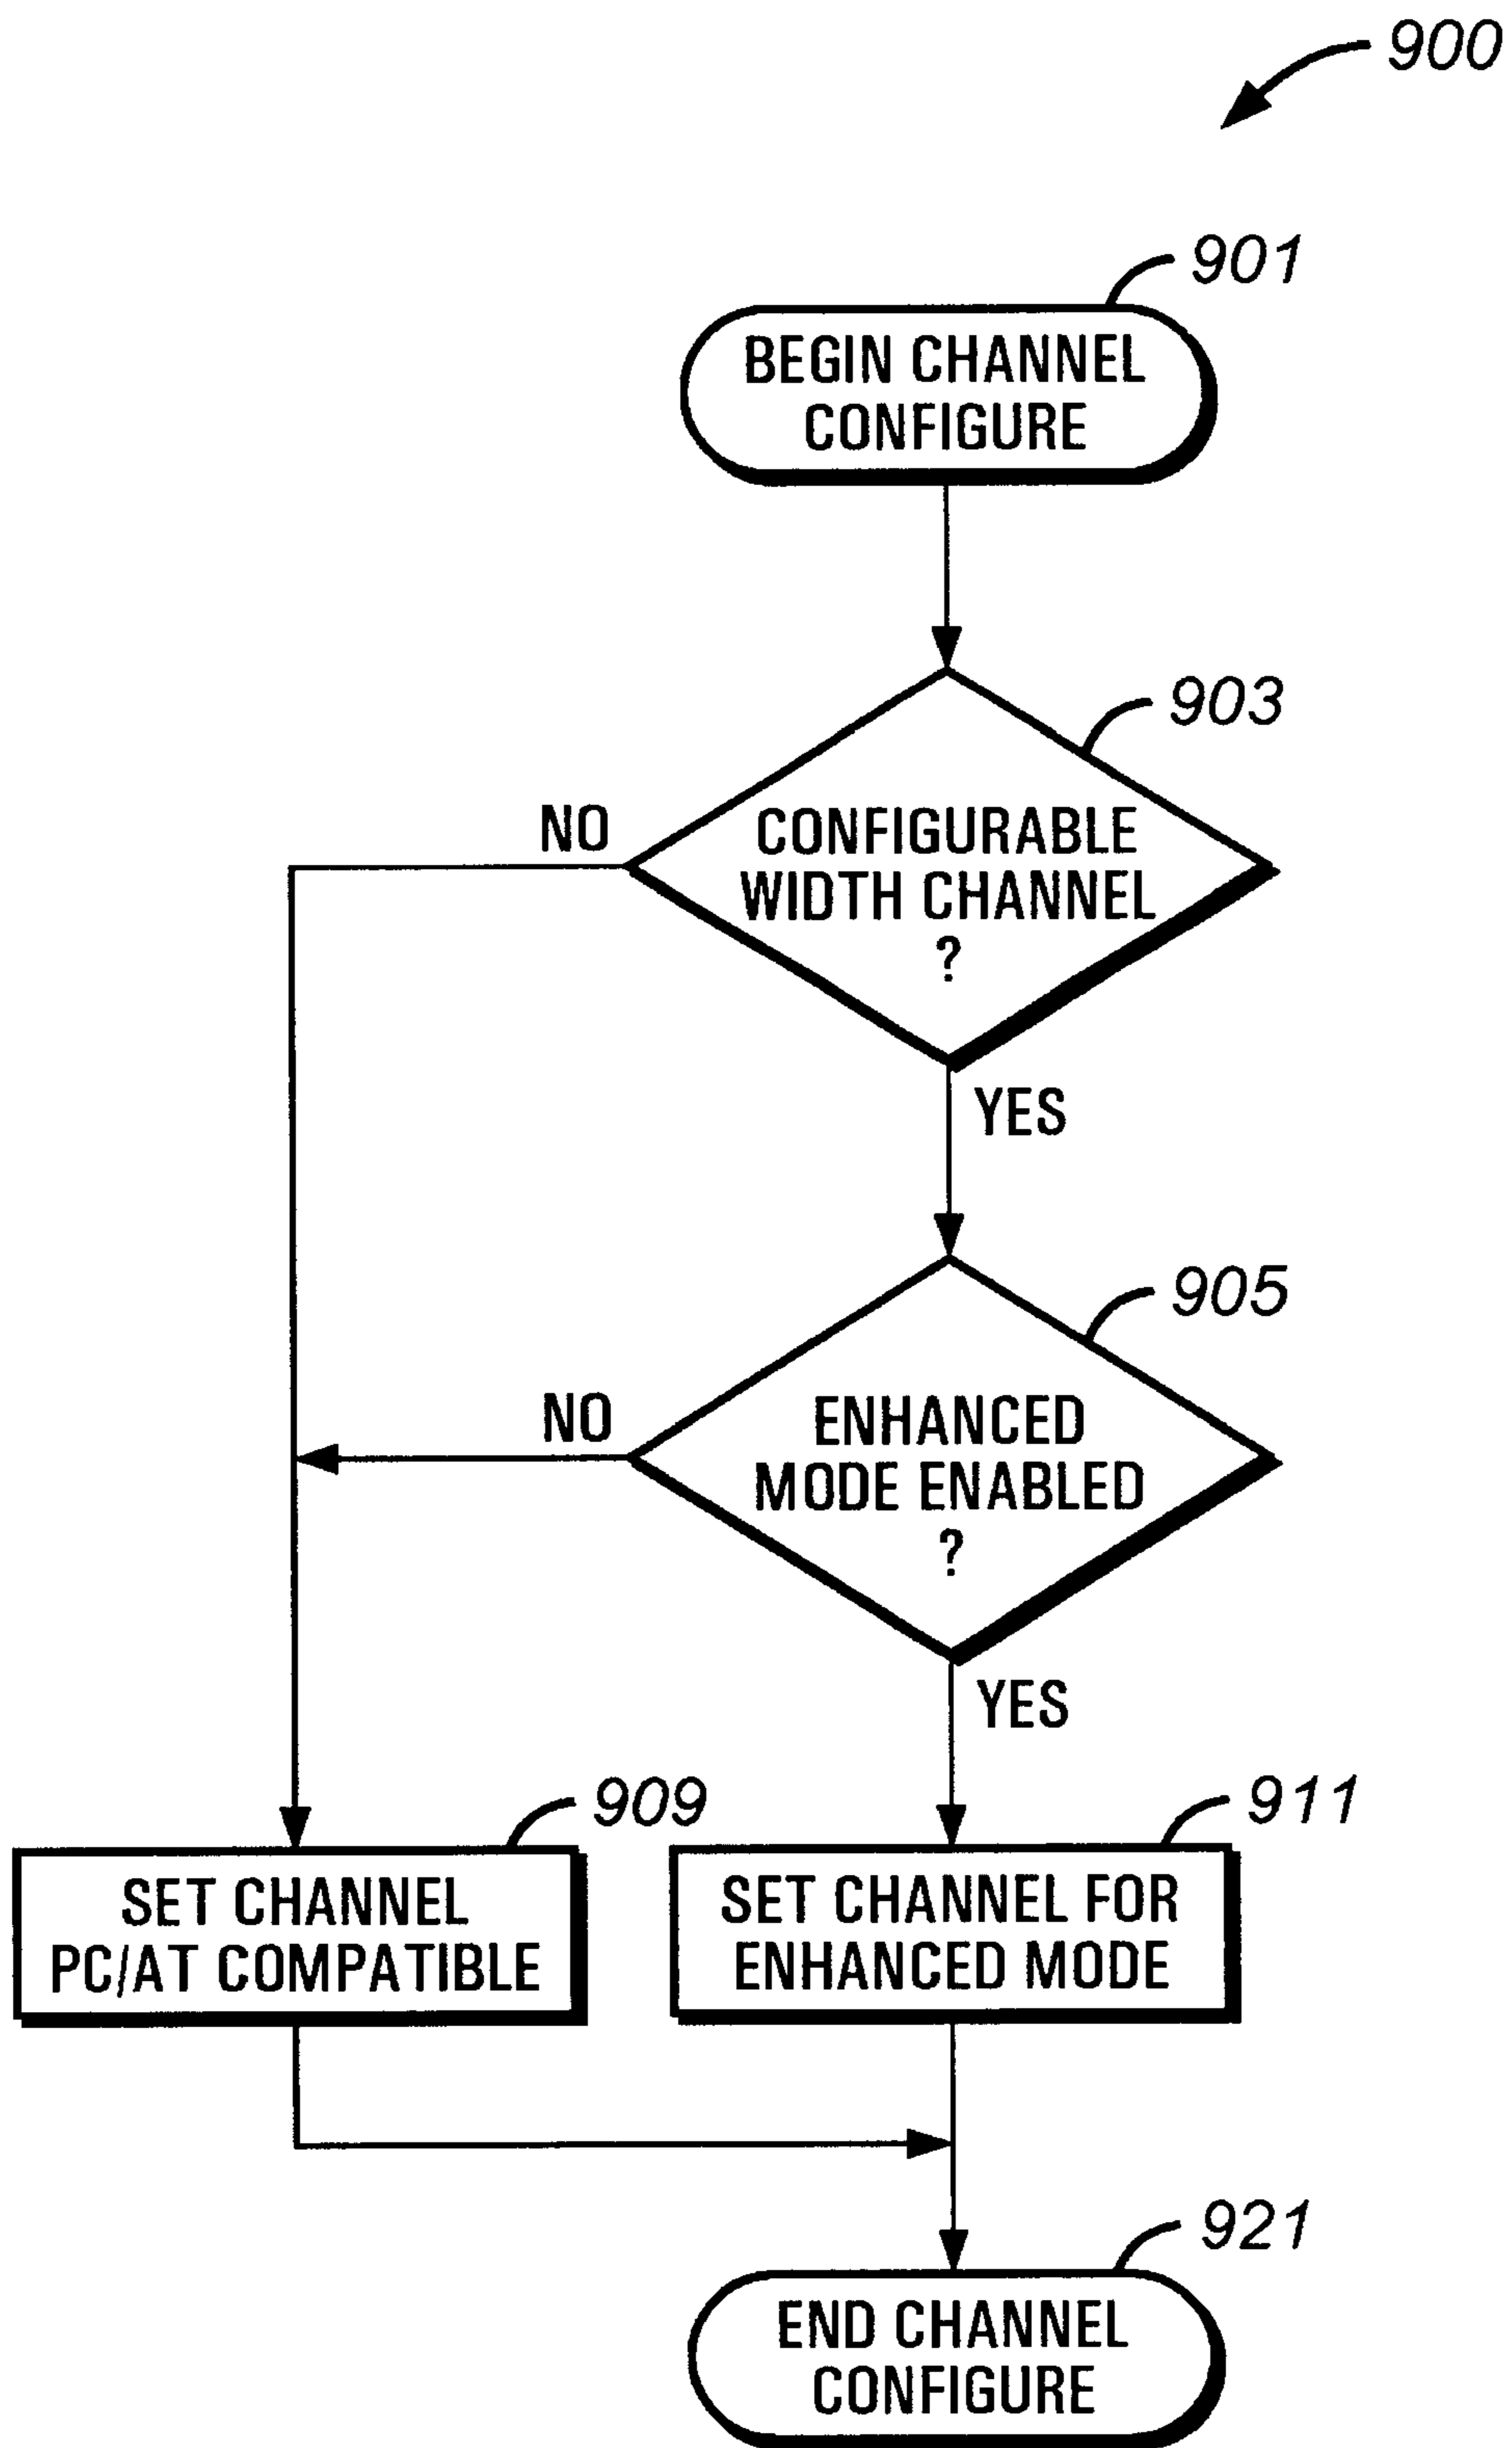 900
901
BEGIN CHANNEL
CONFIGURE
903
NO
CONFIGURABLE
WIDTH CHANNEL
?
YES
905
NO
ENHANCED
MODE ENABLED
?
YES
909
SET CHANNEL
PC/AT COMPATIBLE
911
SET CHANNEL FOR
ENHANCED MODE
921
END CHANNEL
CONFIGURE